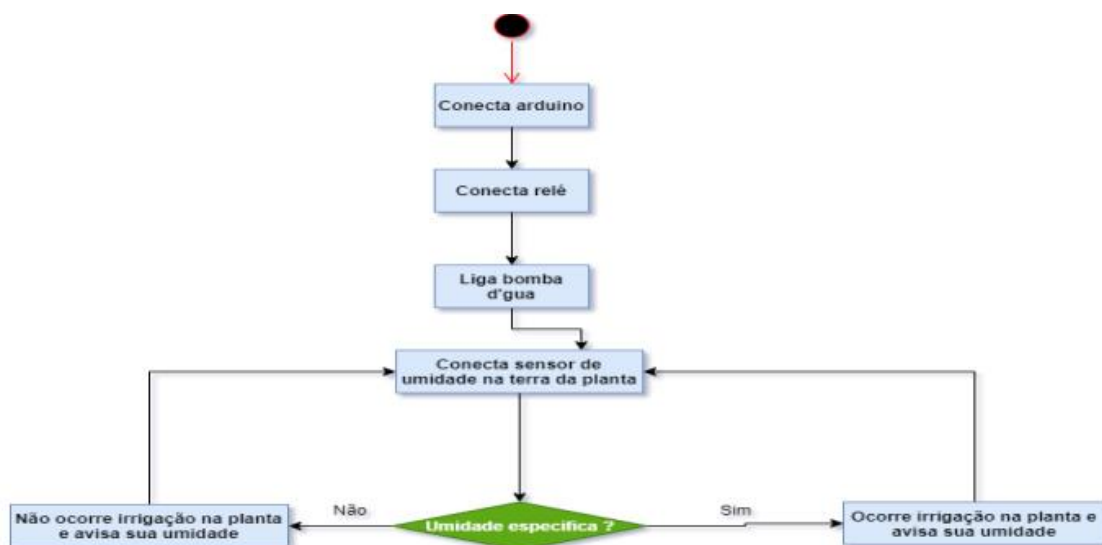 Conecta arduino
Conecta relé
Liga bomba
d'gua
Conecta sensor de
umidade na terra da planta
Não
Sim
Não ocorre irrigação na planta
e avisa sua umidade
Umidade especifica ?
Ocorre irrigação na planta e
avisa sua umidade